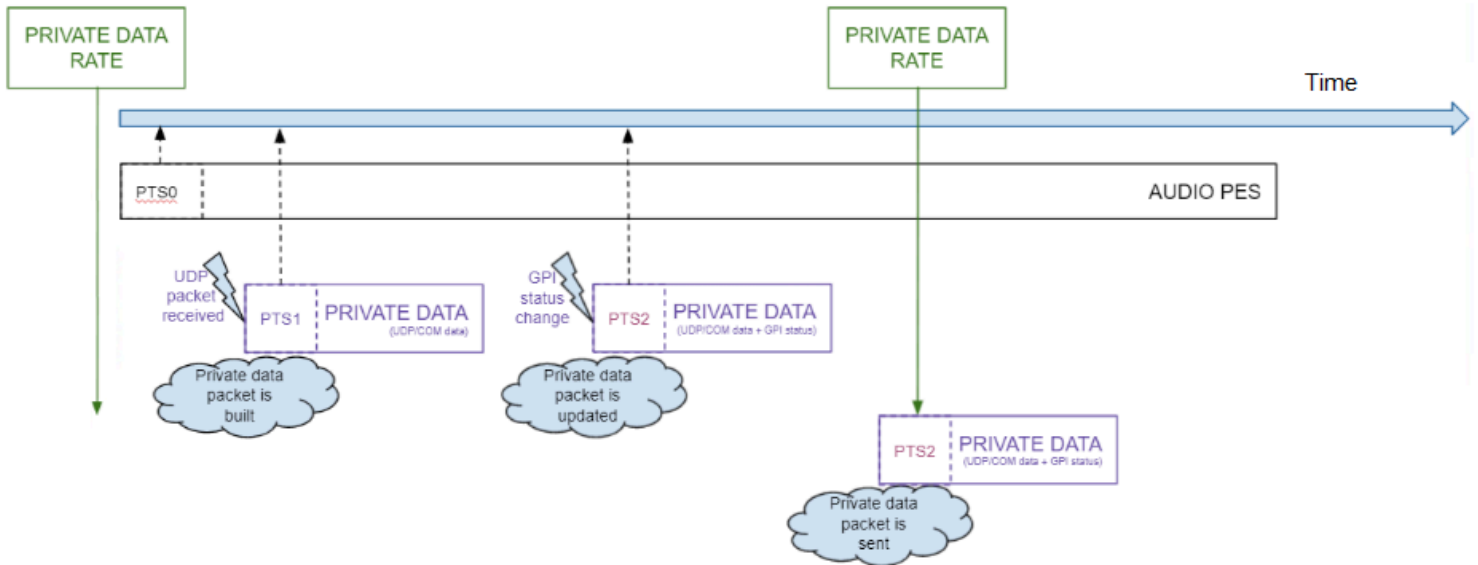 PRIVATE DATA
RATE
PRIVATE DATA
RATE
Time
PTS0
AUDIO PES
UDP
packet
received
PTS1
PRIVATE DATA
(UDP/COM data)
GPI
status
change
PTS2
PRIVATE DATA
(UDP/COM data + GPI status)
Private data
packet is
built
Private data
packet is
updated
PTS2
PRIVATE DATA
(UDP/COM data + GPI status)
Private data
packet is
sent